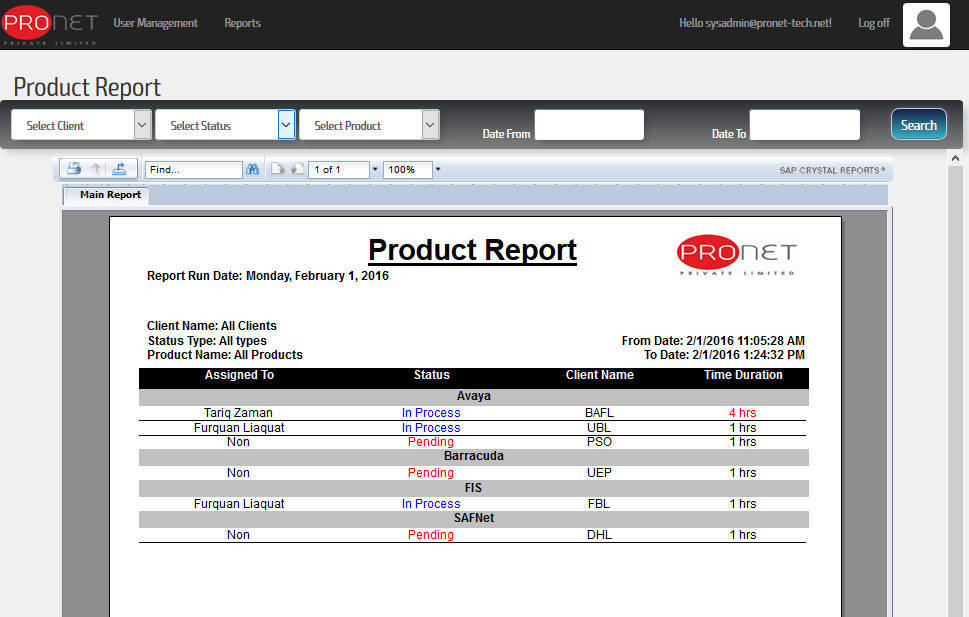 PRONET
PRIVATE LIMITED
User Management Reports Hello sysadmin@pronet-tech.net! Log off
Product Report
Select Client Select Status Select Product Date From Date To Search
Find... 1 of 1 100% SAP CRYSTAL REPORTS®
Main Report
Product Report
PRONET
PRIVATE LIMITED
Report Run Date: Monday, February 1, 2016
Client Name: All Clients
Status Type: All types From Date: 2/1/2016 11:05:28 AM
Product Name: All Products To Date: 2/1/2016 1:24:32 PM
Assigned To Status Client Name Time Duration
Avaya
Tariq Zaman In Process BAFL 4 hrs
Furquan Liaquat In Process UBL 1 hrs
Non Pending PSO 1 hrs
Barracuda
Non Pending UEP 1 hrs
FIS
Furquan Liaquat In Process FBL 1 hrs
SAFNet
Non Pending DHL 1 hrs